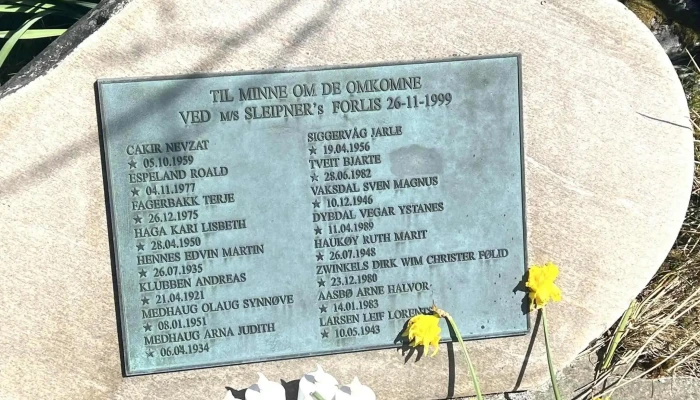 TIL MINNE OM DE OMKOMNE
VED M/S SLEIPNER's FORLIS 26-11-1999
CAKIR NEVZAT
★ 05.10.1959
ESPELAND ROALD
★ 04.11.1977
FAGERBAKK TERJE
★ 26.12.1975
HAGA KARI LISBETH
★ 28.04.1950
HENNES EDVIN MARTIN
★ 26.07.1935
KLUBBEN ANDREAS
★ 21.04.1921
MEDHAUG OLAUG SYNNØVE
★ 08.01.1951
MEDHAUG ARNA JUDITH
★ 06.04.1934
SIGGERVÅG JARLE
★ 19.04.1956
TVEIT BJARTE
★ 28.06.1982
VAKSDAL SVEN MAGNUS
★ 10.12.1946
DYBDAL VEGAR YSTANES
★ 11.04.1989
HAUKØY RUTH MARIT
★ 26.07.1948
ZWINKELS DIRK WIM CHRISTER FØLID
★ 23.12.1980
AASBØ ARNE HALVOR
★ 14.01.1983
LARSEN LEIF
★ 10.05.1943